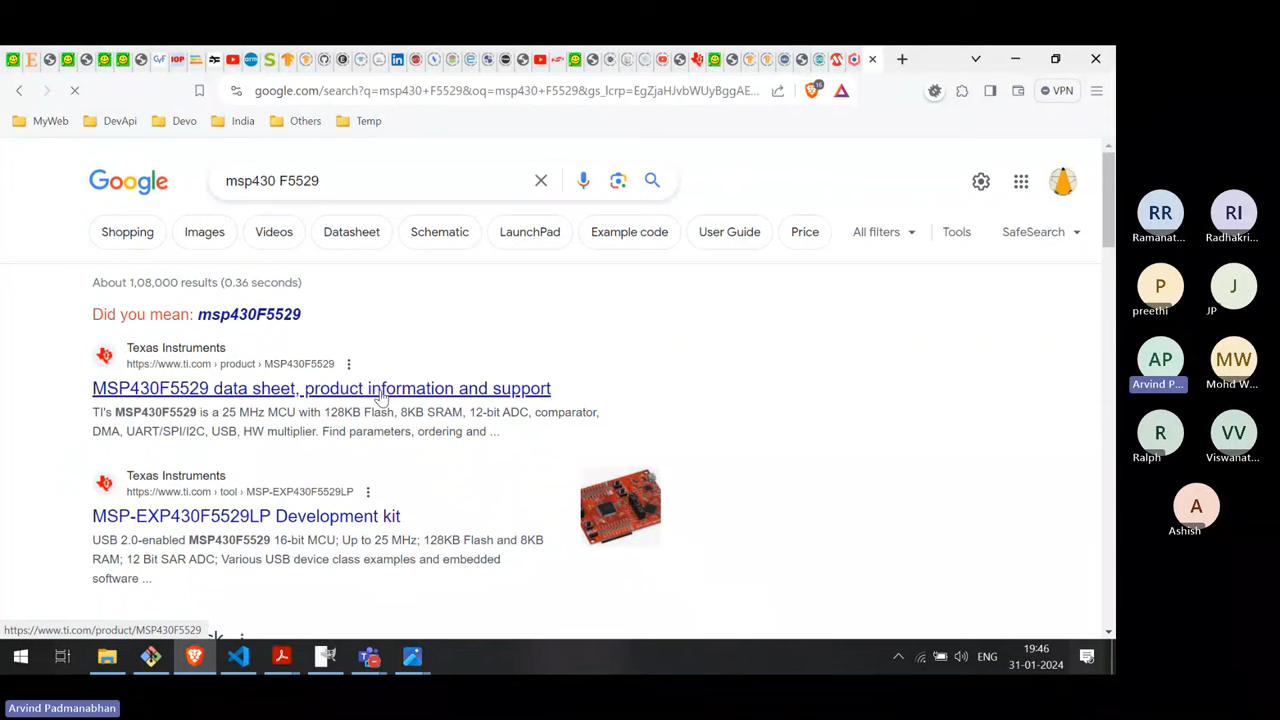 google.com/search?q=msp430+F5529&oq=msp430+F5529&gs_lcrp=EgZjaHJvbWUyBggAE...
16
VPN
MyWeb
DevApi
Devo
India
Others
Temp
Google
msp430 F5529
Shopping
Images
Videos
Datasheet
Schematic
LaunchPad
Example code
User Guide
Price
All filters
Tools
SafeSearch
About 1,08,000 results (0.36 seconds)
Did you mean: msp430F5529
Texas Instruments
https://www.ti.com › product › MSP430F5529
MSP430F5529 data sheet, product information and support
TI's MSP430F5529 is a 25 MHz MCU with 128KB Flash, 8KB SRAM, 12-bit ADC, comparator,
DMA, UART/SPI/I2C, USB, HW multiplier. Find parameters, ordering and ...
Texas Instruments
https://www.ti.com › tool › MSP-EXP430F5529LP
MSP-EXP430F5529LP Development kit
USB 2.0-enabled MSP430F5529 16-bit MCU; Up to 25 MHz; 128KB Flash and 8KB
RAM; 12 Bit SAR ADC; Various USB device class examples and embedded
software ...
https://www.ti.com/product/MSP430F5529
ENG
19:46
31-01-2024
RR
Ramanat...
RI
Radhakri...
P
preethi
J
JP
AP
Arvind P...
MW
Mohd W...
R
Ralph
VV
Viswanat...
A
Ashish
Arvind Padmanabhan